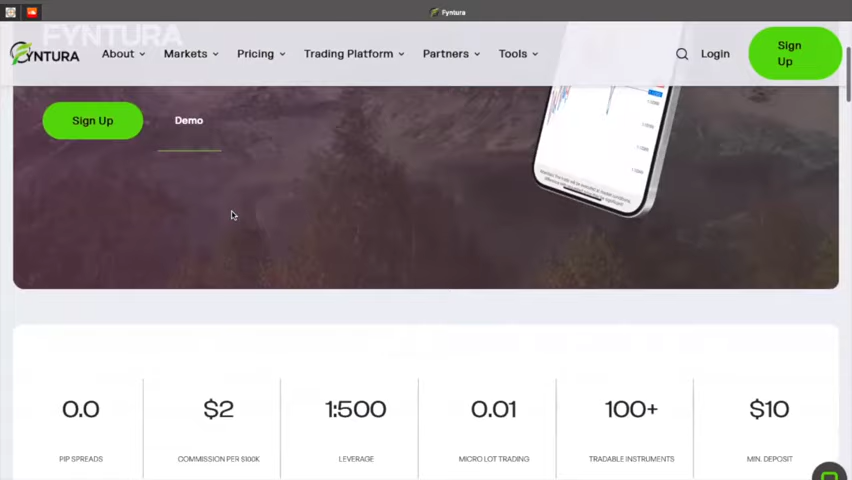 Fyntura
FYNTURA
FYNTURA
About
Markets
Pricing
Trading Platform
Partners
Tools
Login
Sign
Up
Sign Up
Demo
0.0
PIP SPREADS
$2
COMMISSION PER $100K
1:500
LEVERAGE
0.01
MICRO LOT TRADING
100+
TRADABLE INSTRUMENTS
$10
MIN. DEPOSIT